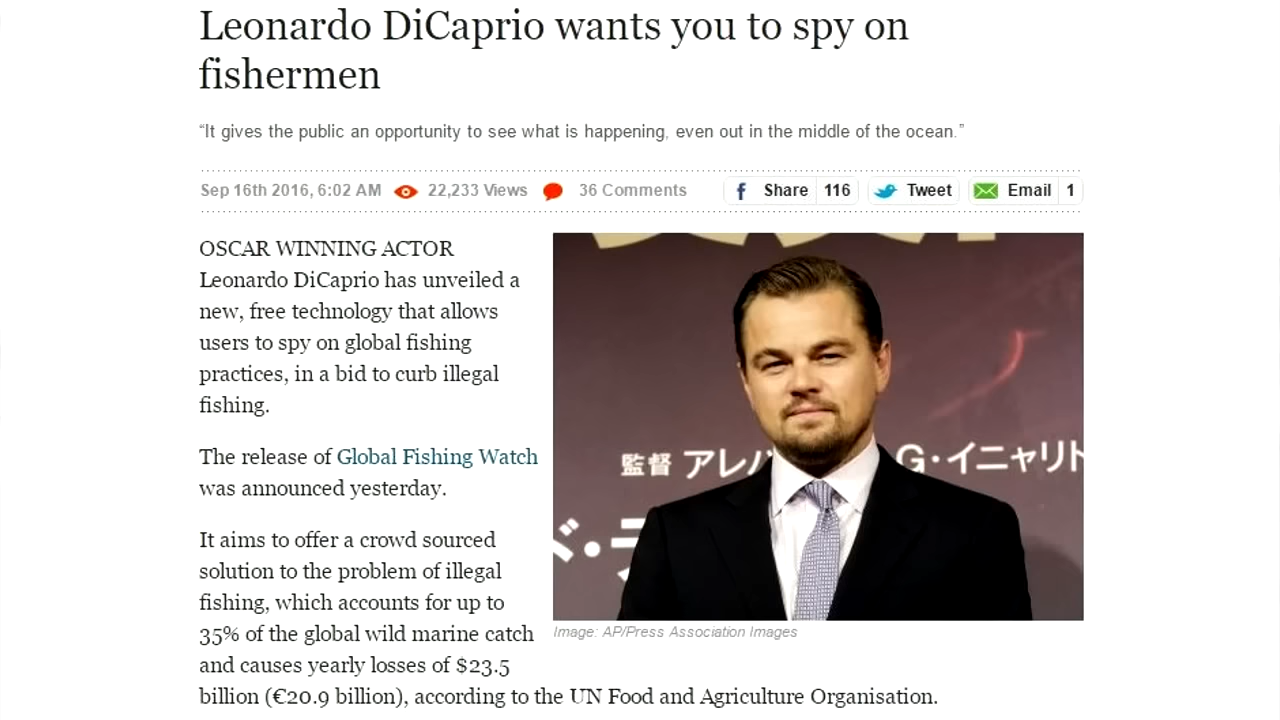 Leonardo DiCaprio wants you to spy on
fishermen
“It gives the public an opportunity to see what is happening, even out in the middle of the ocean.”
Sep 16th 2016, 6:02 AM 22,233 Views 36 Comments Share 116 Tweet Email 1
OSCAR WINNING ACTOR
Leonardo DiCaprio has unveiled a
new, free technology that allows
users to spy on global fishing
practices, in a bid to curb illegal
fishing.
The release of Global Fishing Watch
was announced yesterday.
It aims to offer a crowd sourced
solution to the problem of illegal
fishing, which accounts for up to
35% of the global wild marine catch
and causes yearly losses of $23.5
billion (€20.9 billion), according to the UN Food and Agriculture Organisation.
監督 アレハ G・イニャリト
Image: AP/Press Association Images